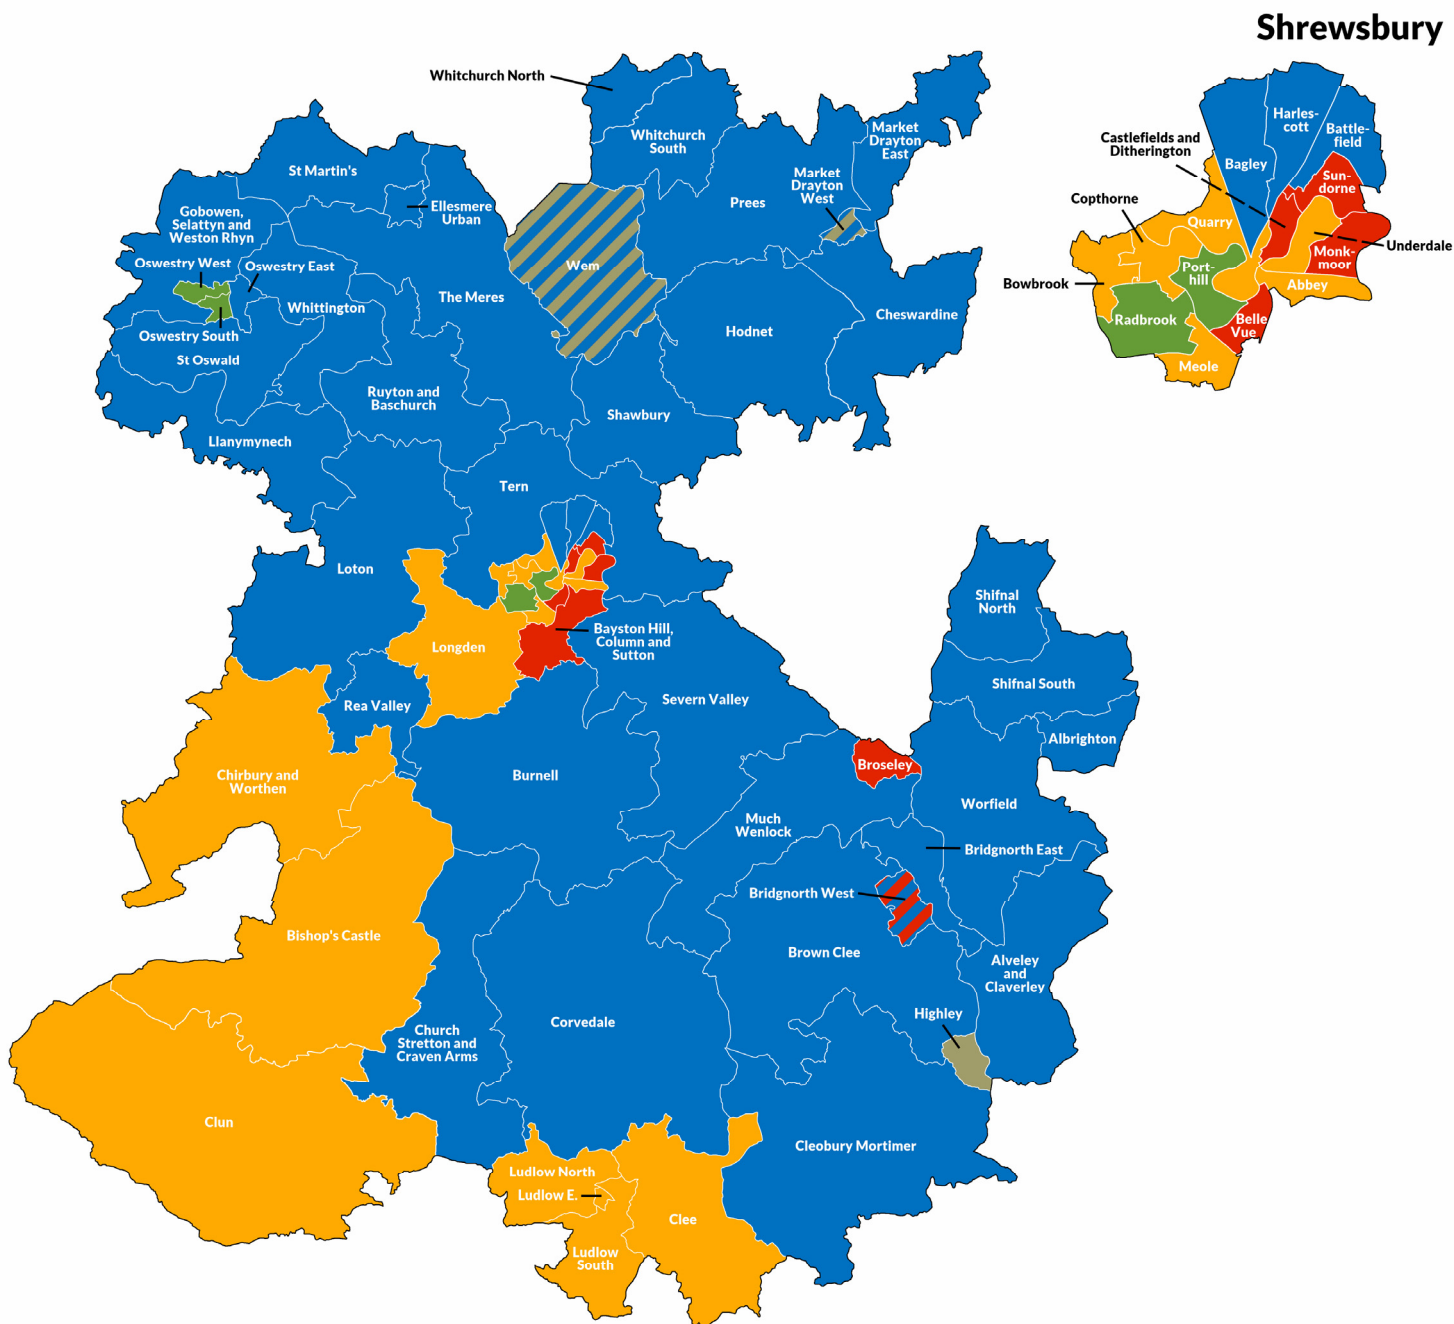 Shrewsbury
Whitchurch North
Whitchurch
South
Market
Drayton
East
St Martin's
Market
Drayton
West
Prees
Ellesmere
Urban
Gobowen,
Selattyn and
Weston Rhyn
Oswestry West
Oswestry East
Wem
The Meres
Whittington
Cheswardine
Hodnet
Oswestry South
St Oswald
Ruyton and
Baschurch
Shawbury
Llanymynech
Tern
Loton
Longden
Bayston Hill,
Column and
Sutton
Shifnal
North
Shifnal South
Severn Valley
Rea Valley
Albrighton
Broseley
Chirbury and
Worthen
Burnell
Worfield
Much
Wenlock
Bridgnorth East
Bridgnorth West
Bishop's Castle
Brown Clee
Alveley
and
Claverley
Highley
Church
Stretton and
Craven Arms
Corvedale
Clun
Cleobury Mortimer
Ludlow North
Ludlow E.
Clee
Ludlow
South
Harles-
cott
Battle-
field
Castlefields and
Ditherington
Bagley
Sun-
dorne
Copthorne
Quarry
Underdale
Monk-
moor
Port-
hill
Bowbrook
Abbey
Radbrook
Belle
Vue
Meole